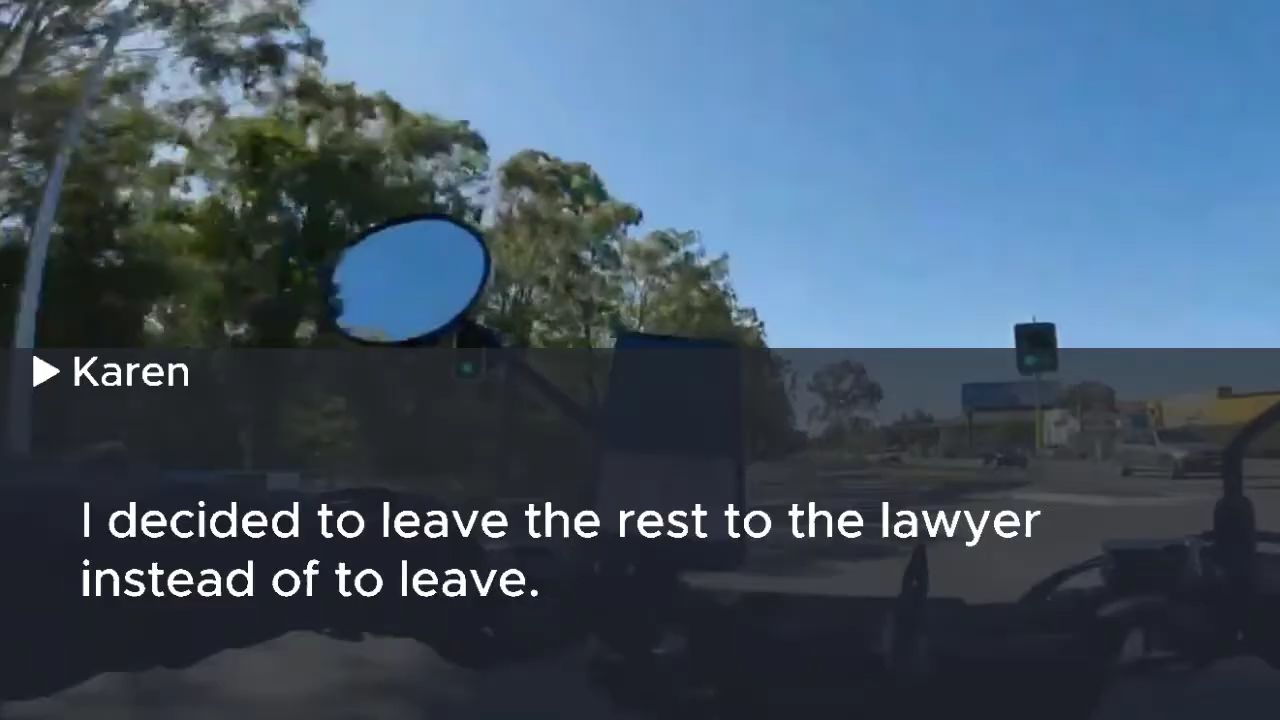 ▶ Karen
I decided to leave the rest to the lawyer
instead of to leave.